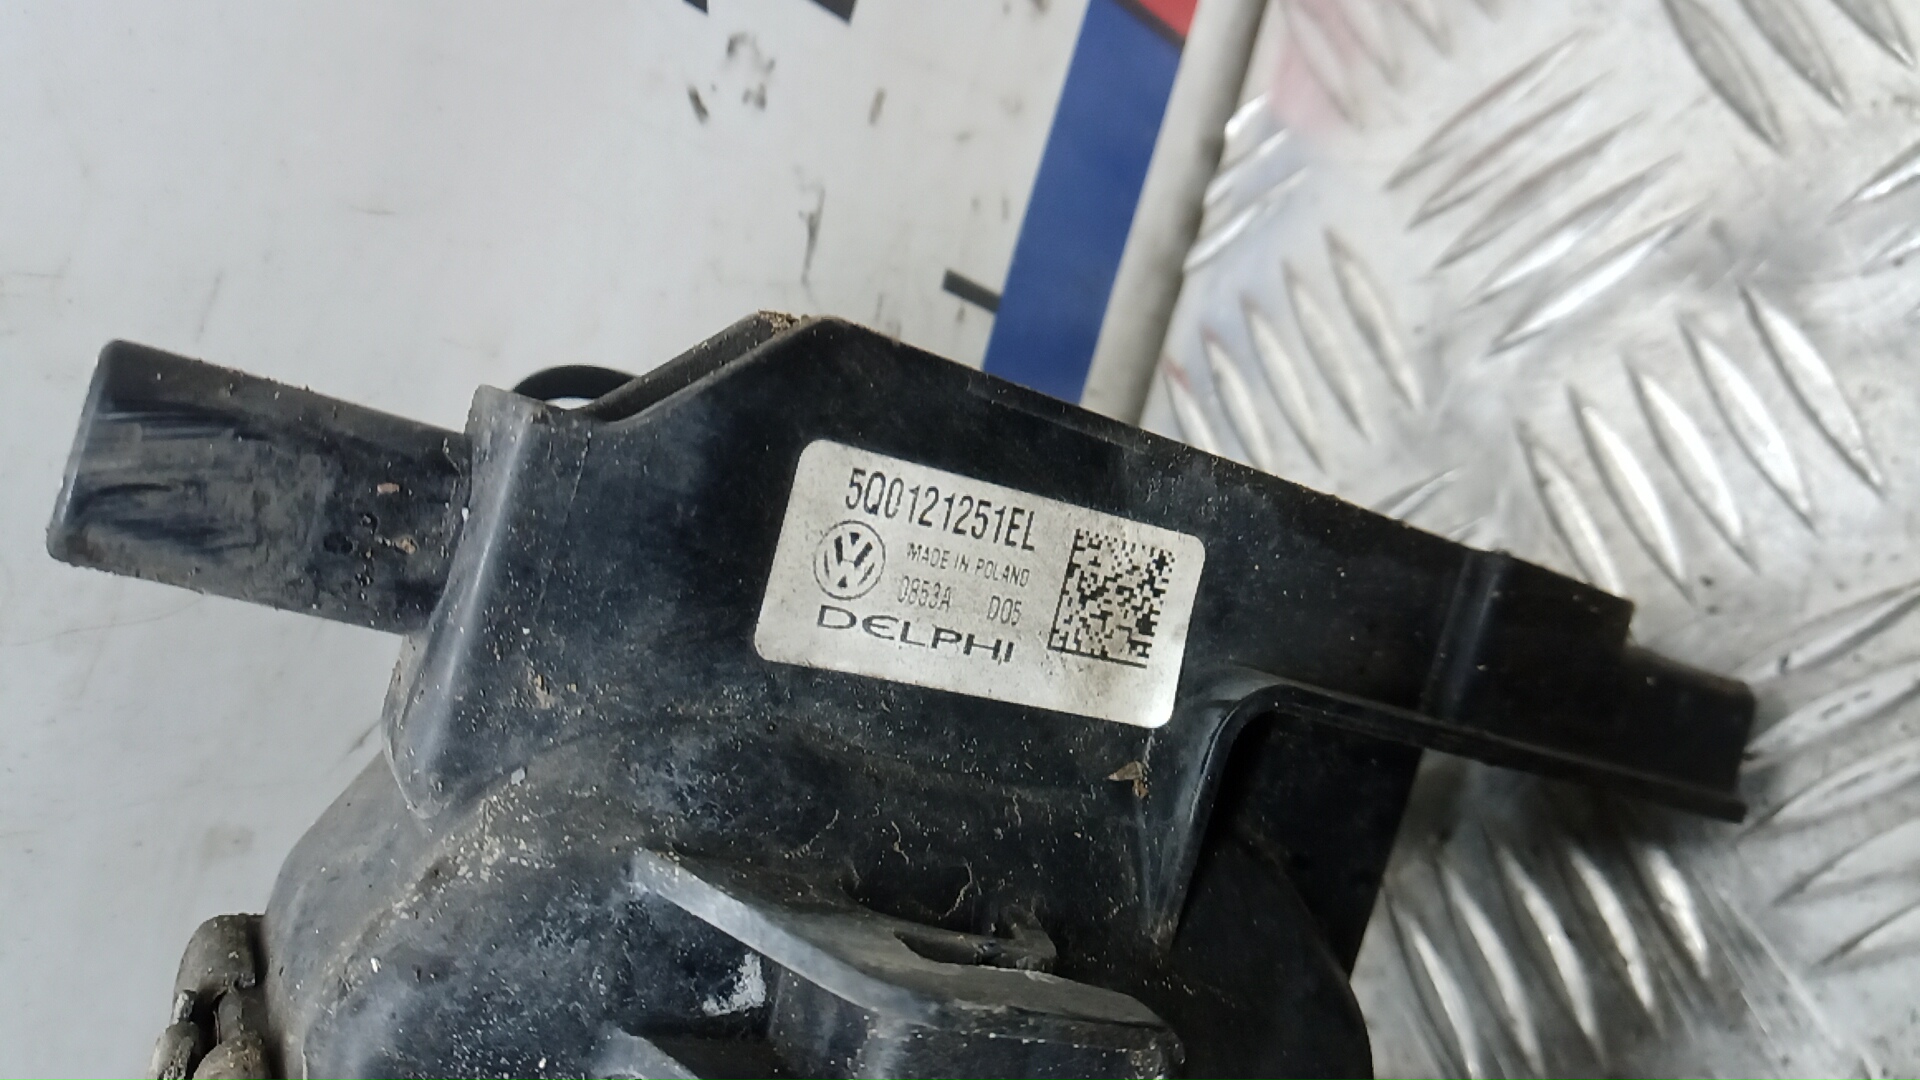 5Q0121251EL
MADE IN POLAND
0853A D05
DELPHI